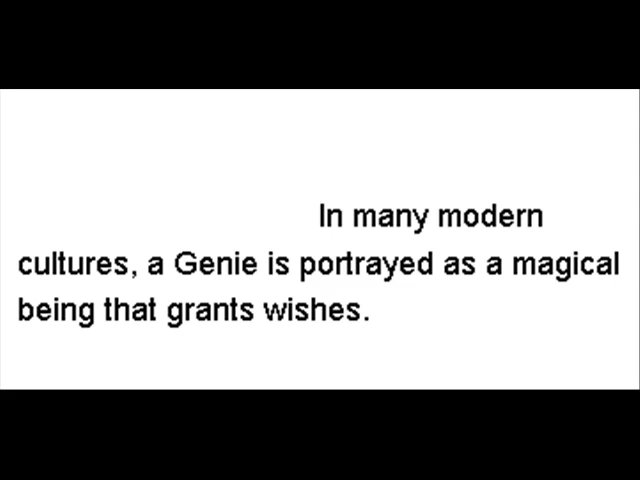 In many modern
cultures, a Genie is portrayed as a magical
being that grants wishes.